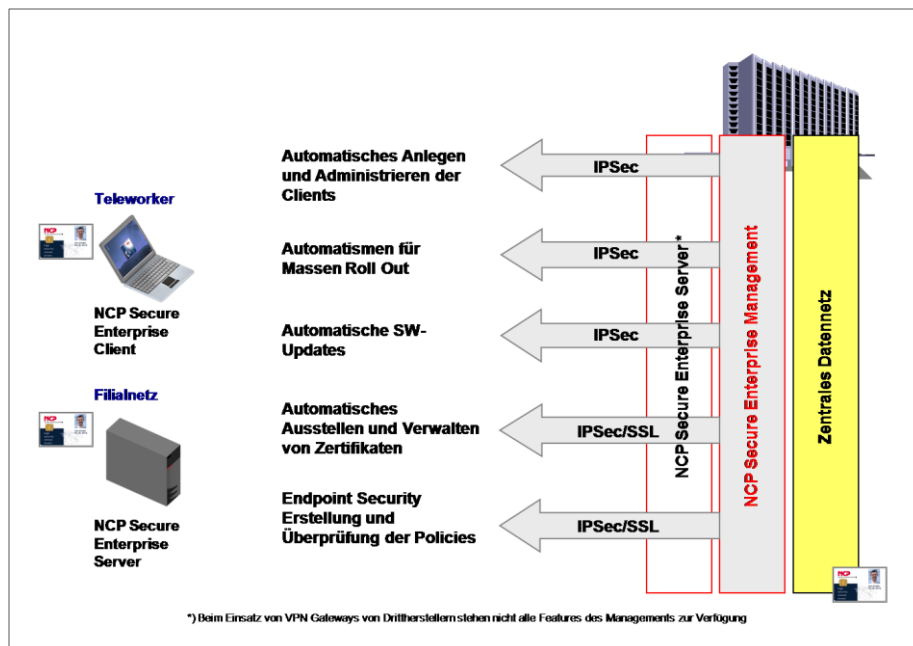 Teleworker
NCP
NCP Secure
Enterprise
Client
Filialnetz
NCP
NCP Secure
Enterprise
Server
Automatisches Anlegen
und Administrieren der
Clients
IPSec
Automatismen für
Massen Roll Out
IPSec
Automatische SW-
Updates
IPSec
Automatisches
Ausstellen und Verwalten
von Zertifikaten
IPSec/SSL
Endpoint Security
Erstellung und
Überprüfung der Policies
IPSec/SSL
NCP Secure Enterprise Server*
NCP Secure Enterprise Management
Zentrales Datennetz
NCP
*) Beim Einsatz von VPN Gateways von Drittherstellern stehen nicht alle Features des Managements zur Verfügung